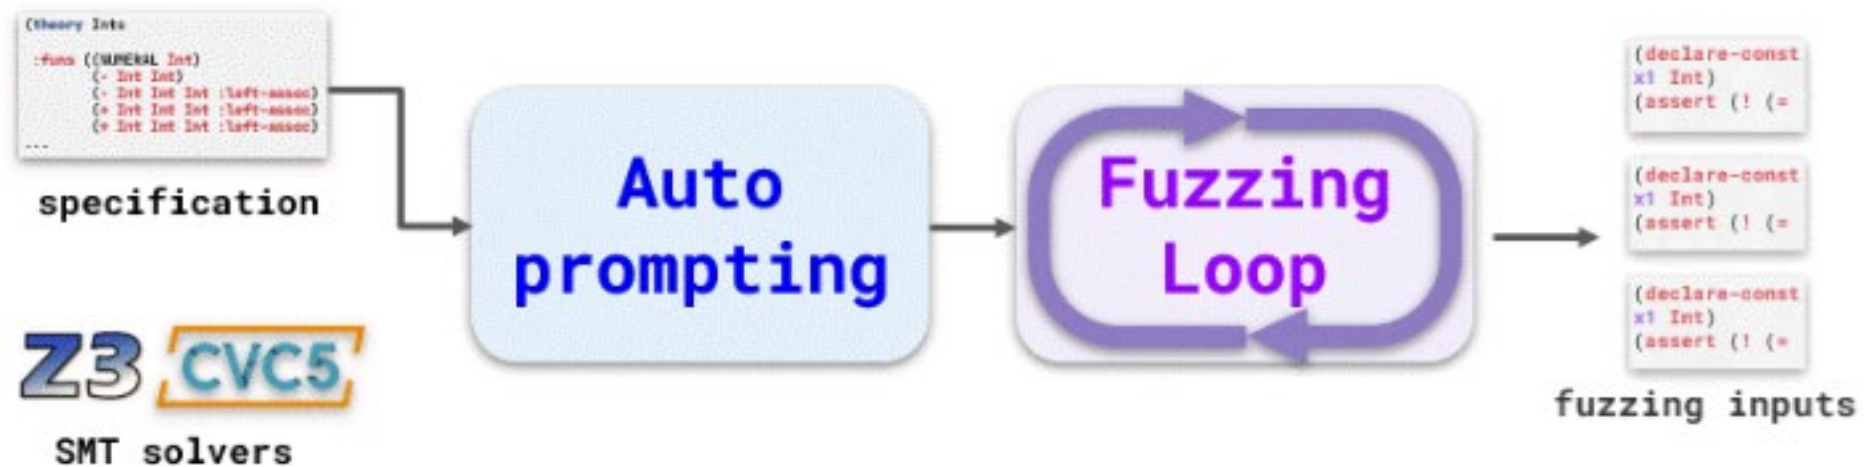 (theory Ints
:funs ((NUMERAL Int)
(- Int Int)
(- Int Int Int :left-assoc)
(+ Int Int Int :left-assoc)
(* Int Int Int :left-assoc)
...
specification
Z3 CVC5
SMT solvers
Auto
prompting
Fuzzing
Loop
(declare-const
x1 Int)
(assert (! (=
(declare-const
x1 Int)
(assert (! (=
(declare-const
x1 Int)
(assert (! (=
fuzzing inputs